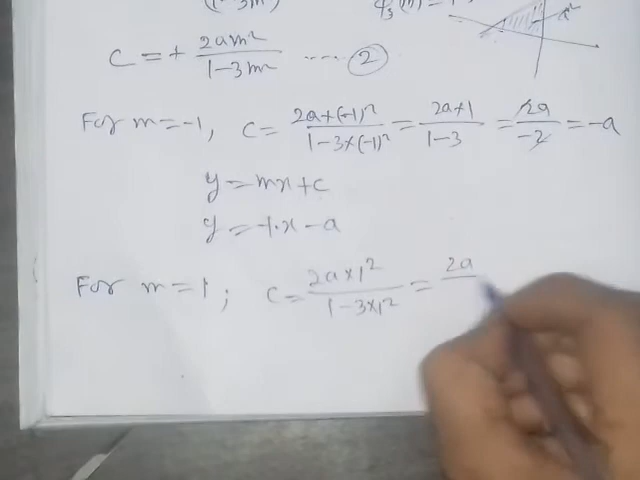 C = + 2am² / 1-3m² ---- ②
a²
For m = -1, C = 2a×(-1)² / 1-3×(-1)² = 2a×1 / 1-3 = 2a / -2 = -a
y = mx + c
y = -1·x - a
For m = 1; C = 2a×1² / 1-3×1² = 2a